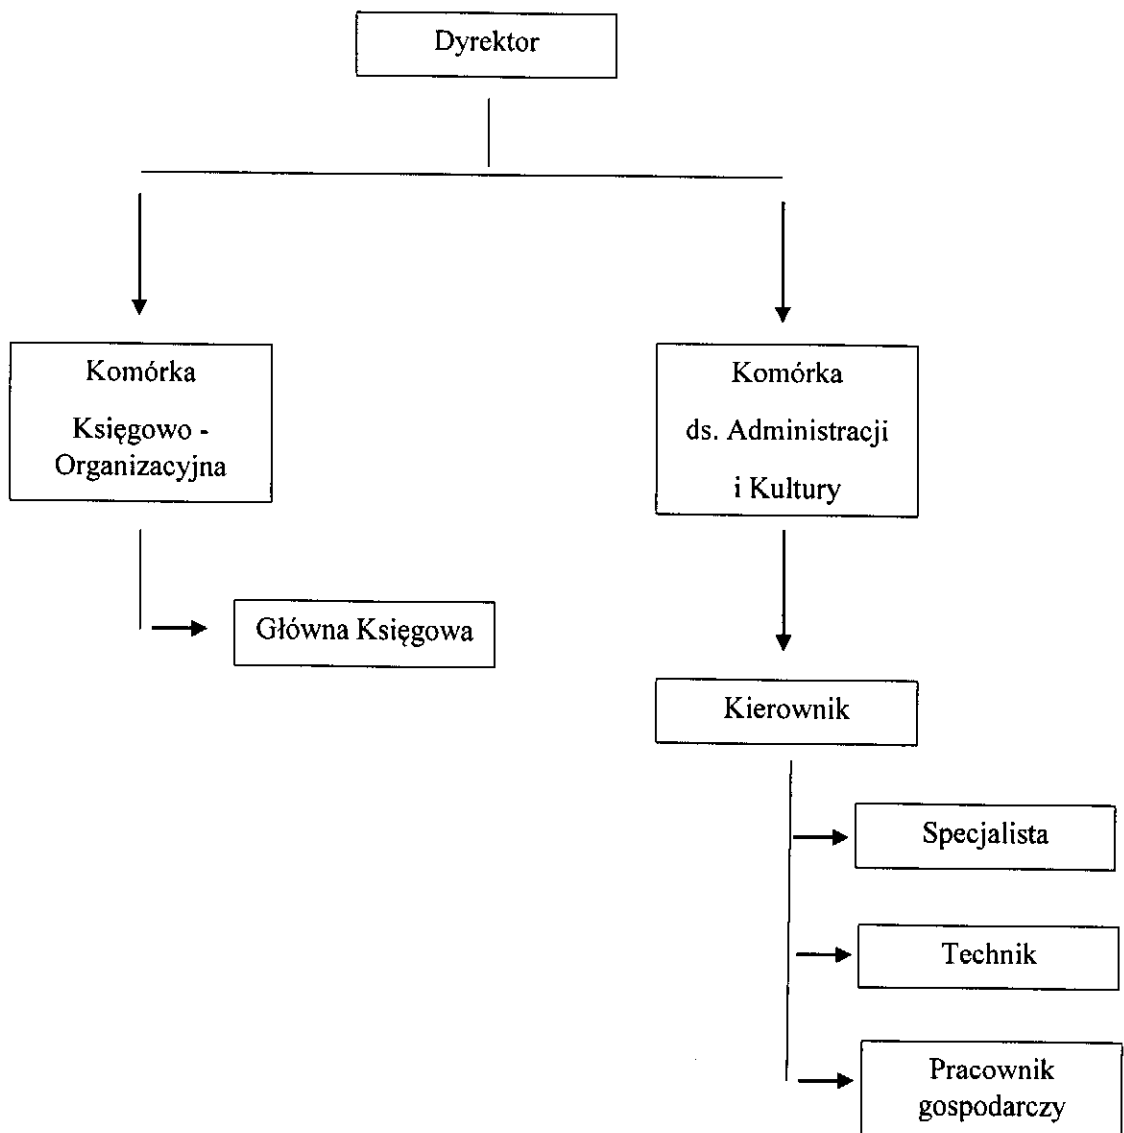 Dyrektor
Komórka
Księgowo -
Organizacyjna
Komórka
ds. Administracji
i Kultury
Główna Księgowa
Kierownik
Specjalista
Technik
Pracownik
gospodarczy